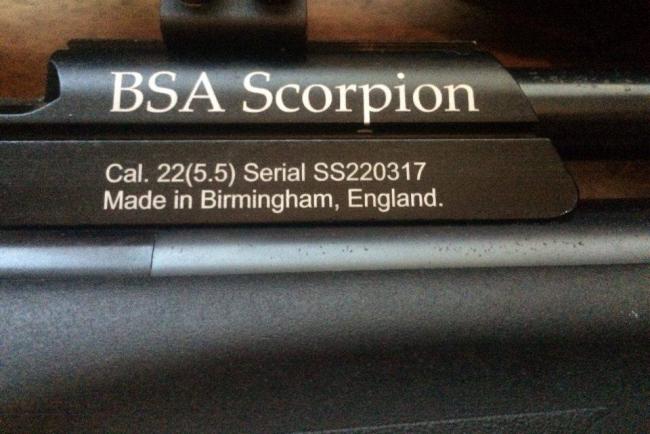 BSA Scorpion
Cal. 22(5.5) Serial SS220317
Made in Birmingham, England.